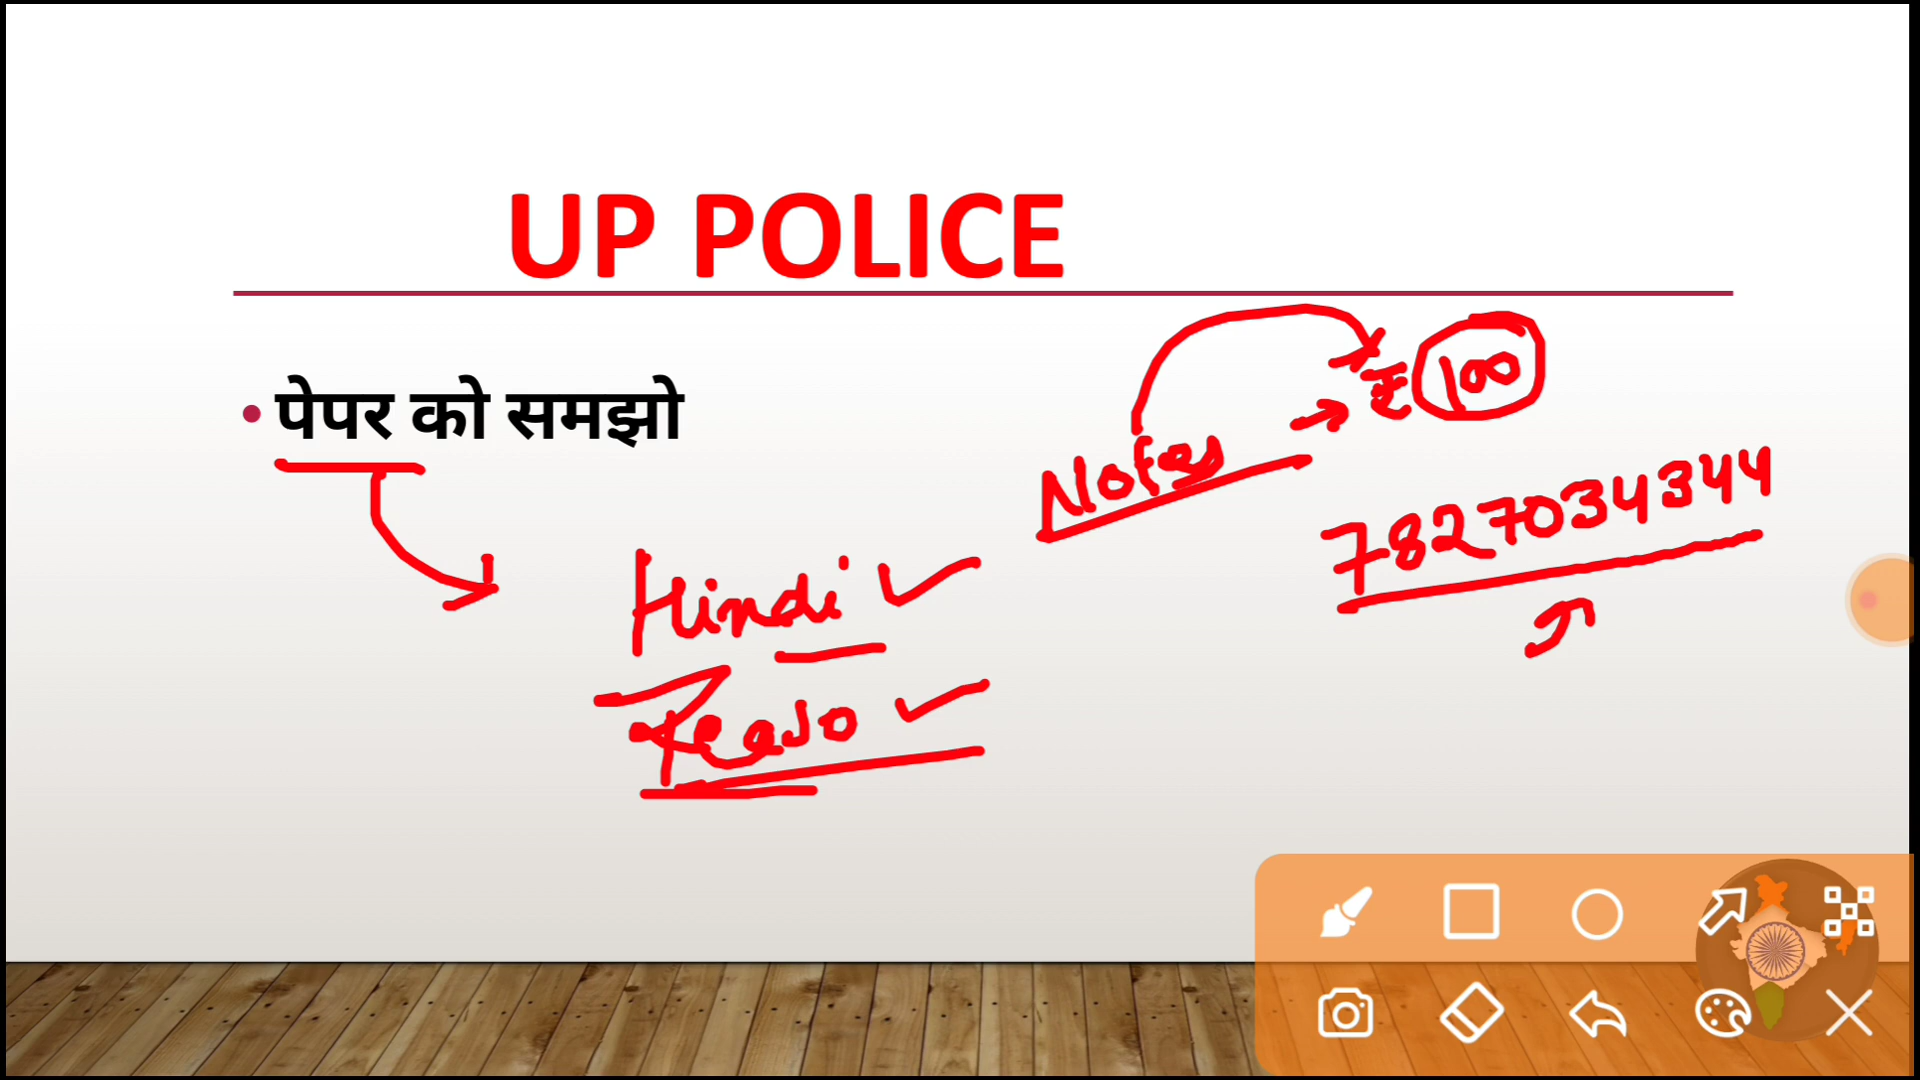 UP POLICE
₹ 100
• पेपर को समझो
Notes
7827034344
Hindi
Reaso